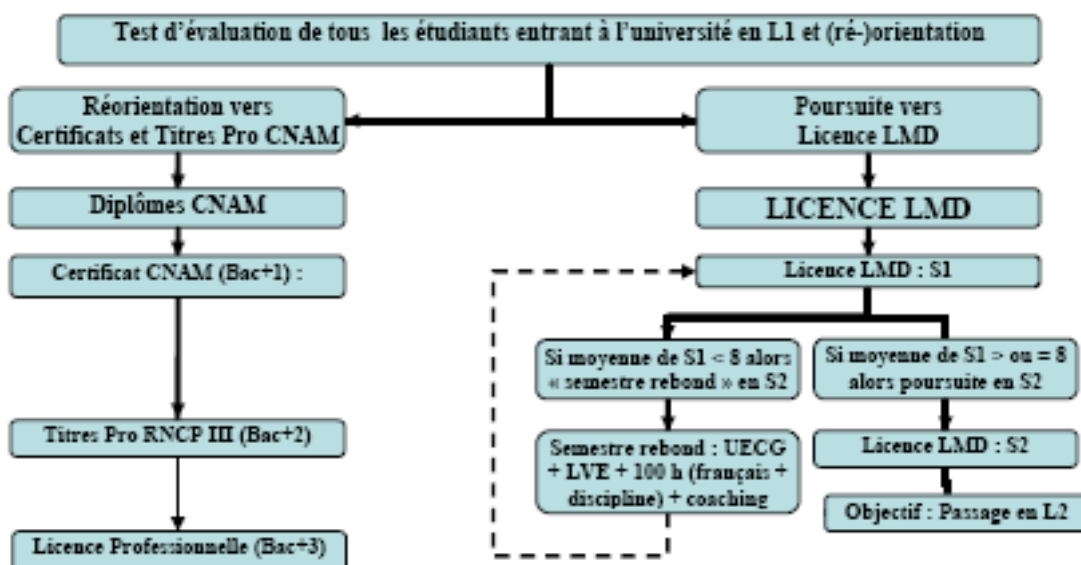 Test d'évaluation de tous les étudiants entrant à l'université en L1 et (ré-)orientation
Réorientation vers
Certificats et Titres Pro CNAM
Poursuite vers
Licence LMD
Diplômes CNAM
LICENCE LMD
Certificat CNAM (Bac+1) :
Licence LMD : S1
Si moyenne de S1 < 8 alors
« semestre rebond » en S2
Si moyenne de S1 > ou = 8
alors poursuite en S2
Titres Pro RNCP III (Bac+2)
Semestre rebond : UECG
+ LVE + 100 h (français +
discipline) + coaching
Licence LMD : S2
Objectif : Passage en L2
Licence Professionnelle (Bac+3)